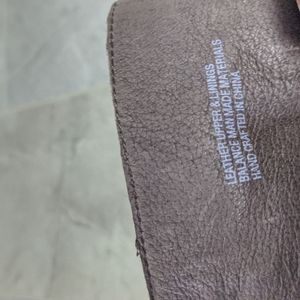 LEATHER UPPER & LININGS
BALANCE MAN MADE MATERIALS
HAND CRAFTED IN CHINA